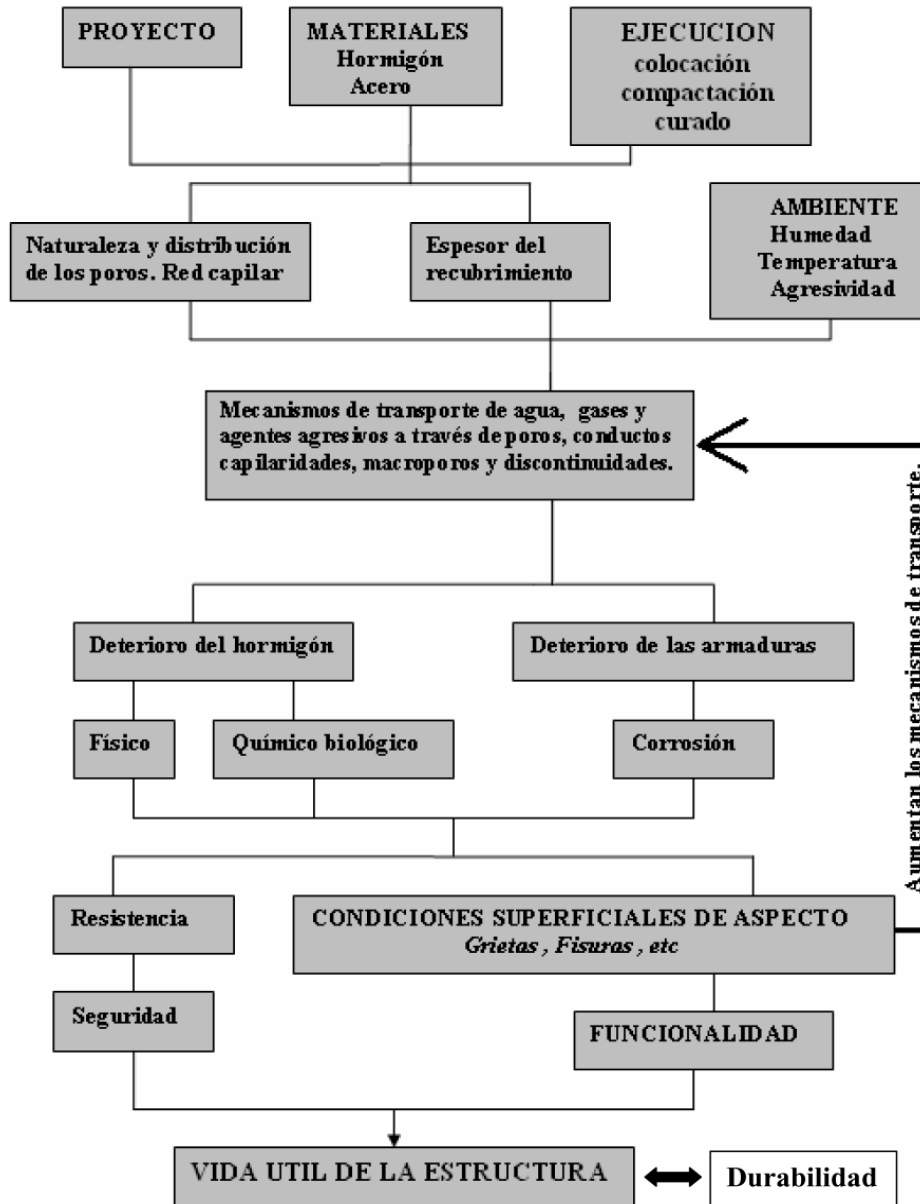 PROYECTO
MATERIALES
Hormigón
Acero
EJECUCION
colocación
compactación
curado
Naturaleza y distribución
de los poros. Red capilar
Espesor del
recubrimiento
AMBIENTE
Humedad
Temperatura
Agresividad
Mecanismos de transporte de agua, gases y
agentes agresivos a través de poros, conductos
capilaridades, macroporos y discontinuidades.
Aumentan los mecanismos de transporte.
Deterioro del hormigón
Deterioro de las armaduras
Físico
Químico biológico
Corrosión
Resistencia
CONDICIONES SUPERFICIALES DE ASPECTO
Grietas , Fisuras , etc
Seguridad
FUNCIONALIDAD
VIDA UTIL DE LA ESTRUCTURA
Durabilidad